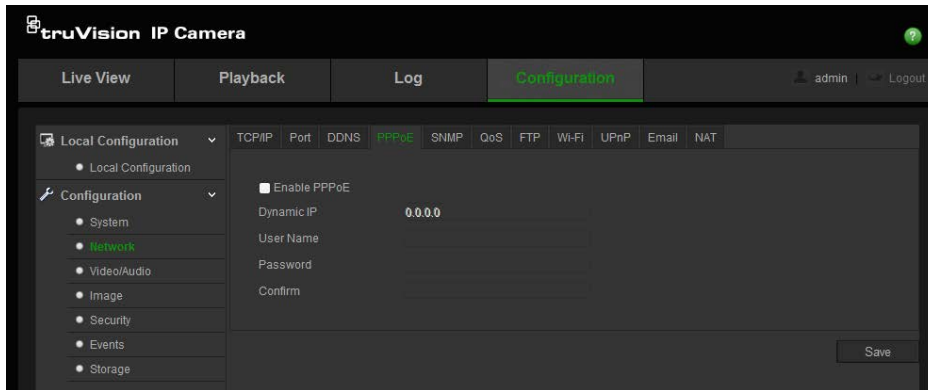 truVision IP Camera
Live View Playback Log Configuration admin | Logout
Local Configuration
Local Configuration
Configuration
System
Network
Video/Audio
Image
Security
Events
Storage
TCP/IP Port DDNS PPPoE SNMP QoS FTP Wi-Fi UPnP Email NAT
Enable PPPoE
Dynamic IP 0.0.0.0
User Name
Password
Confirm
Save